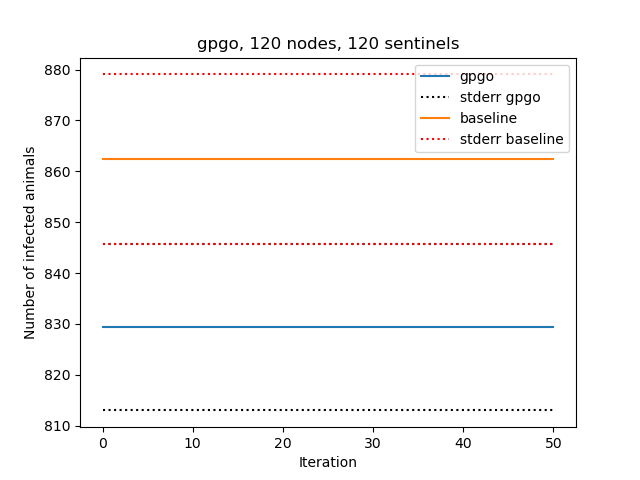 gpgo, 120 nodes, 120 sentinels
880
870
860
850
840
830
820
810
Number of infected animals
gpgo
stderr gpgo
baseline
stderr baseline
0 10 20 30 40 50
Iteration